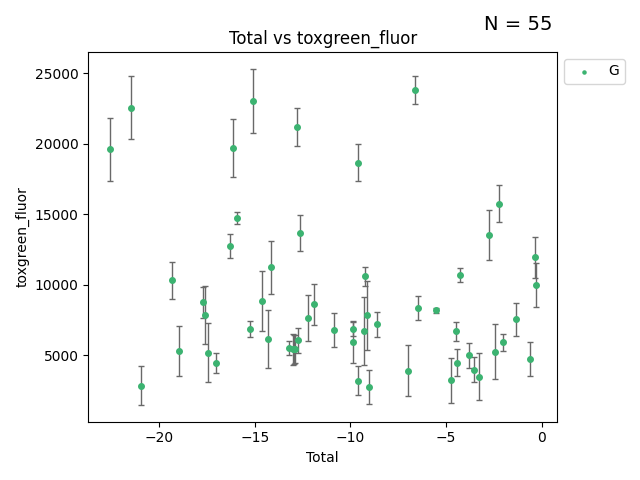 N = 55
Total vs toxgreen_fluor
G
25000
20000
15000
10000
5000
toxgreen_fluor
−20
−15
−10
−5
0
Total